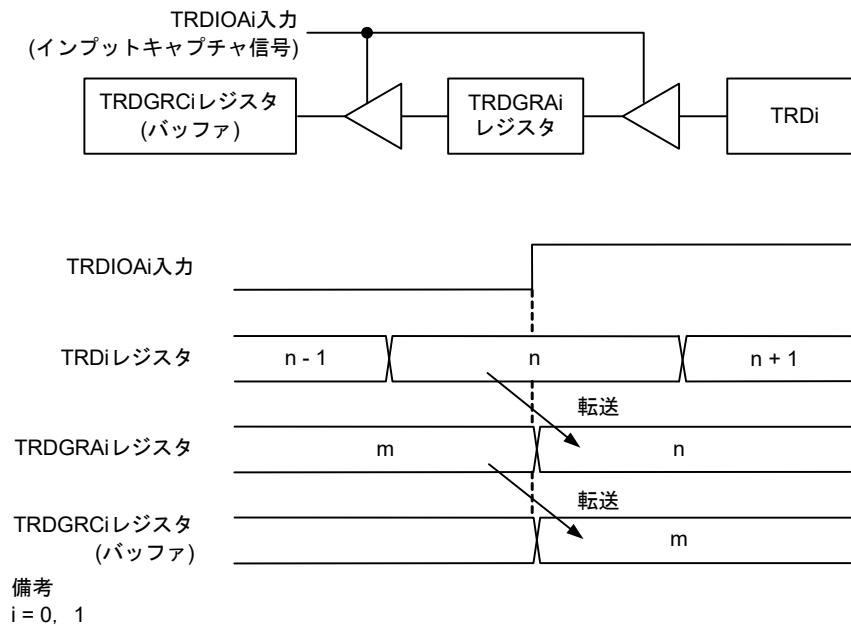 TRDIOAi入力
(インプットキャプチャ信号)
TRDGRCiレジスタ
(バッファ)
TRDGRAi
レジスタ
TRDi
TRDIOAi入力
TRDiレジスタ
n - 1
n
n + 1
転送
TRDGRAiレジスタ
m
n
転送
TRDGRCiレジスタ
(バッファ)
m
備考
i = 0, 1